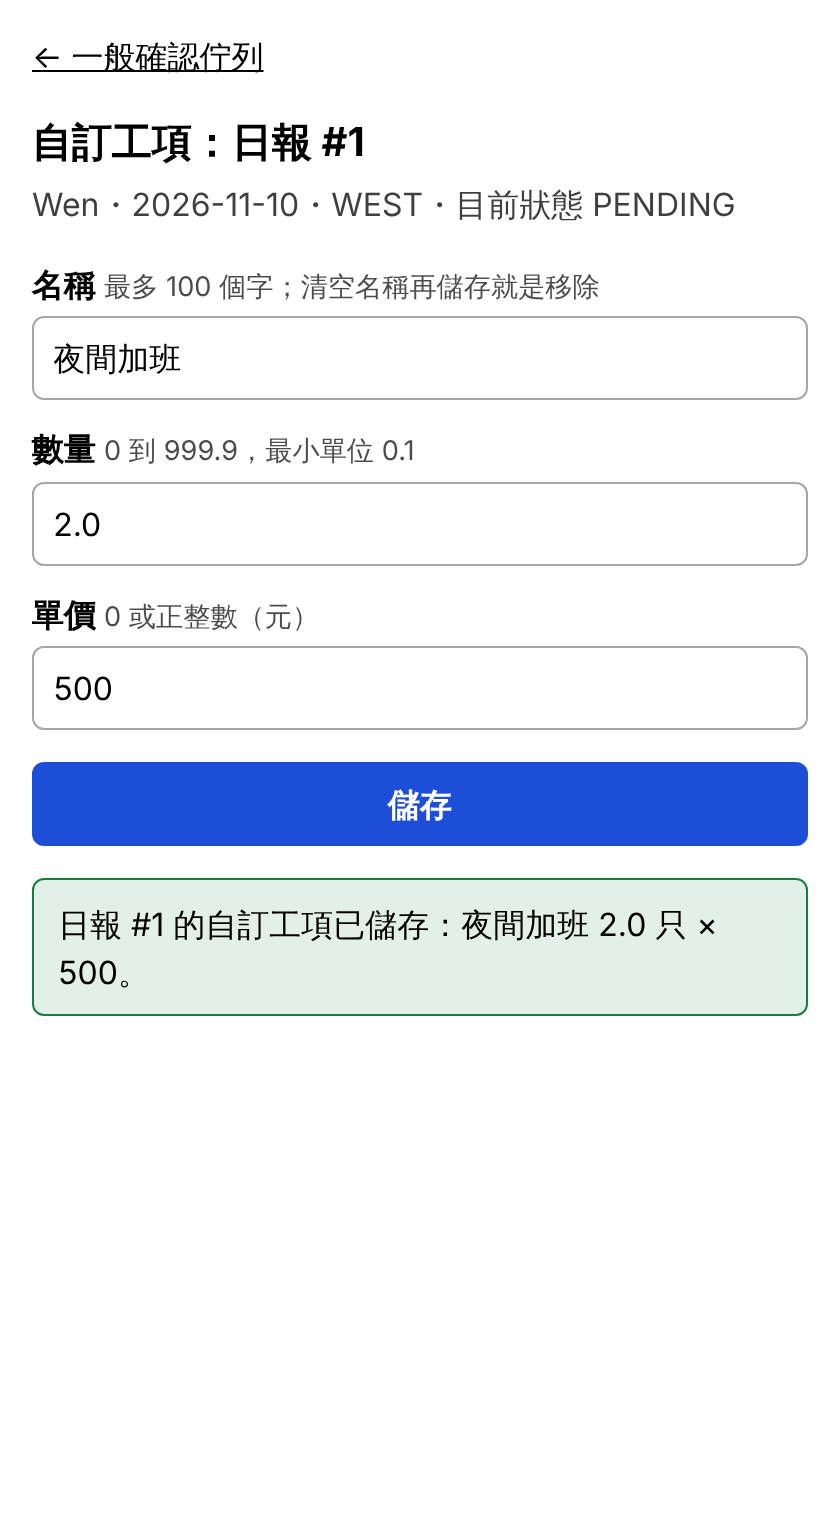 ← 一般確認佇列
自訂工項：日報 #1
Wen · 2026-11-10 · WEST · 目前狀態 PENDING
名稱 最多 100 個字；清空名稱再儲存就是移除
夜間加班
數量 0 到 999.9，最小單位 0.1
2.0
單價 0 或正整數（元）
500
儲存
日報 #1 的自訂工項已儲存：夜間加班 2.0 只 ×
500。